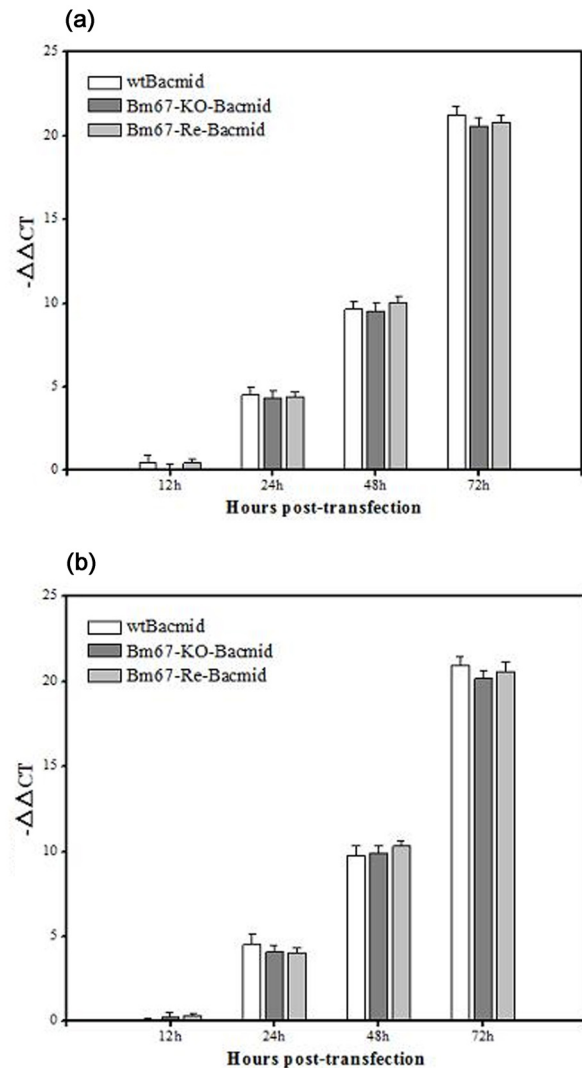 (a)
25
20
15
10
5
0
-ΔΔCT
wtBacmid
Bm67-KO-Bacmid
Bm67-Re-Bacmid
12h 24h 48h 72h
Hours post-transfection
(b)
25
20
15
10
5
0
-ΔΔCT
wtBacmid
Bm67-KO-Bacmid
Bm67-Re-Bacmid
12h 24h 48h 72h
Hours post-transfection